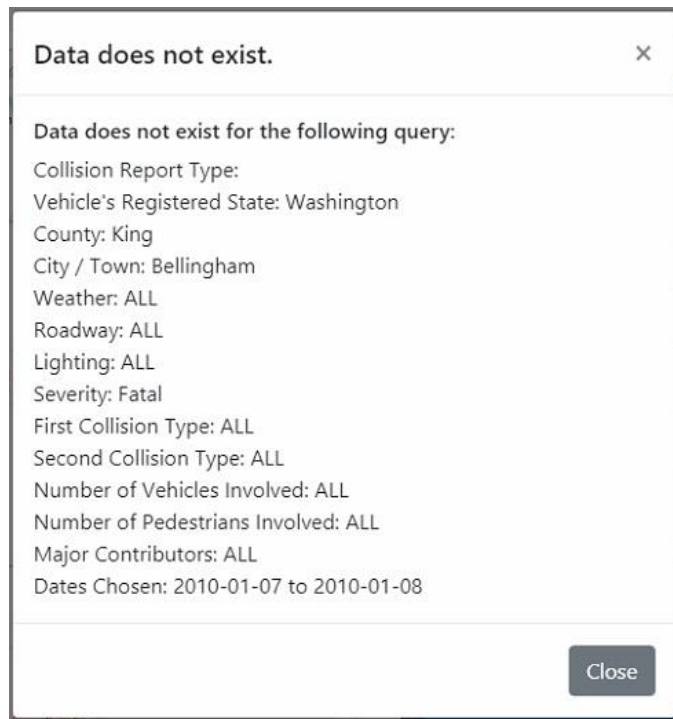 Data does not exist.
×
Data does not exist for the following query:
Collision Report Type:
Vehicle's Registered State: Washington
County: King
City / Town: Bellingham
Weather: ALL
Roadway: ALL
Lighting: ALL
Severity: Fatal
First Collision Type: ALL
Second Collision Type: ALL
Number of Vehicles Involved: ALL
Number of Pedestrians Involved: ALL
Major Contributors: ALL
Dates Chosen: 2010-01-07 to 2010-01-08
Close